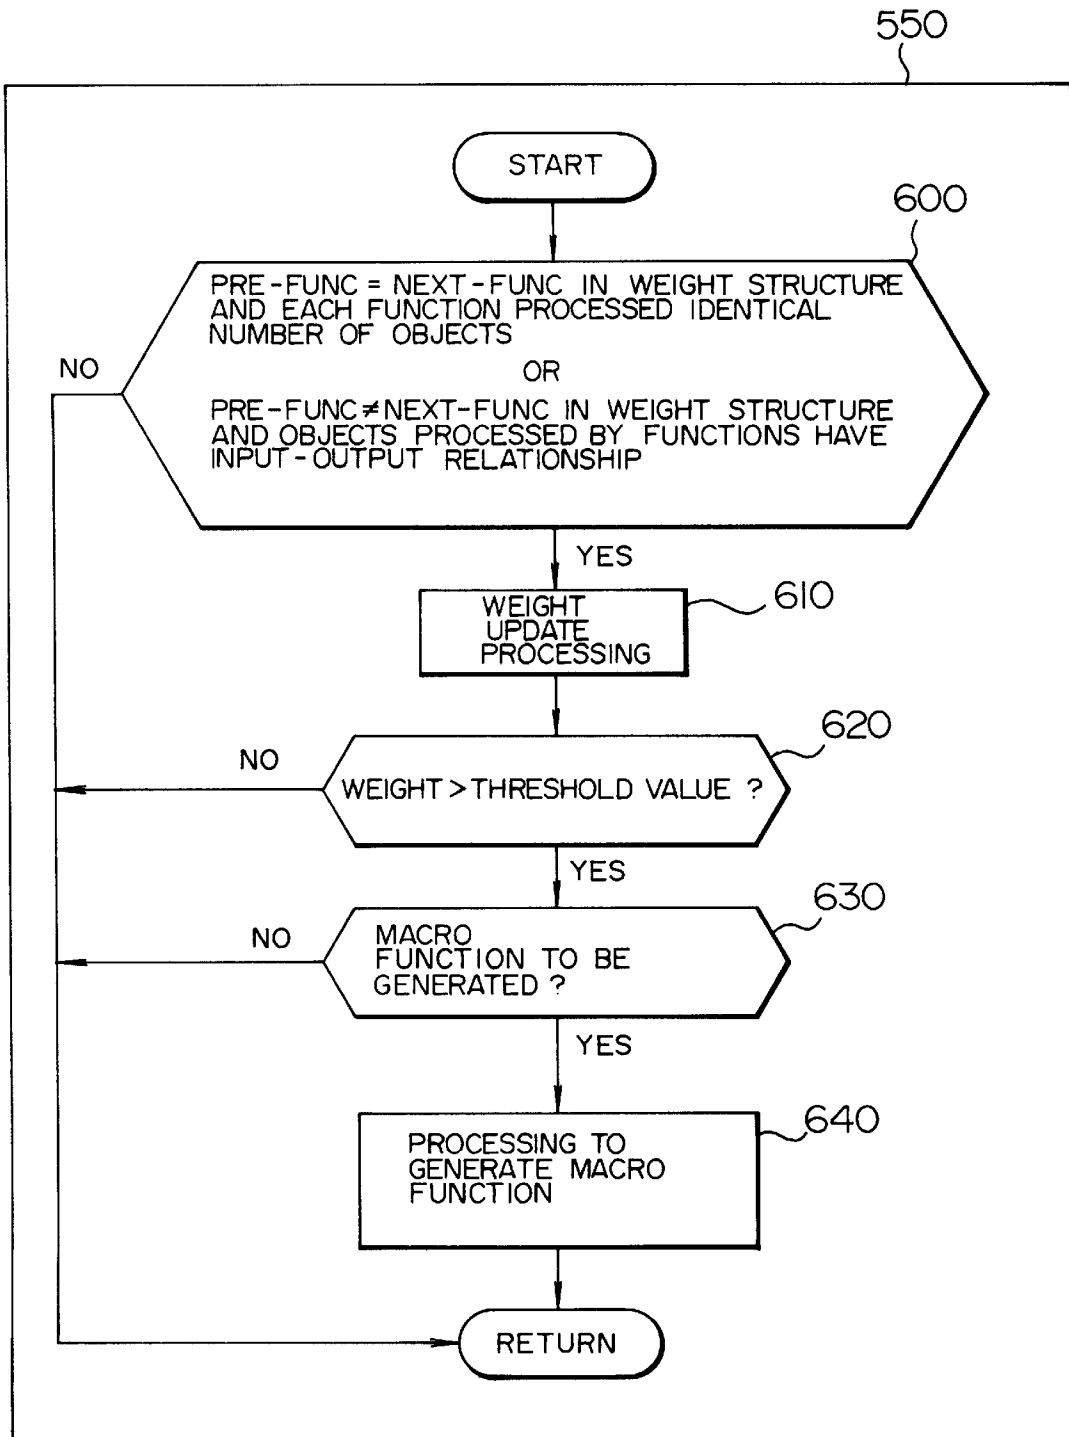 550
START
600
PRE-FUNC = NEXT-FUNC IN WEIGHT STRUCTURE
AND EACH FUNCTION PROCESSED IDENTICAL
NUMBER OF OBJECTS
NO
OR
PRE-FUNC≠NEXT-FUNC IN WEIGHT STRUCTURE
AND OBJECTS PROCESSED BY FUNCTIONS HAVE
INPUT-OUTPUT RELATIONSHIP
YES
610
WEIGHT
UPDATE
PROCESSING
620
NO
WEIGHT > THRESHOLD VALUE ?
YES
630
NO
MACRO
FUNCTION TO BE
GENERATED ?
YES
640
PROCESSING TO
GENERATE MACRO
FUNCTION
RETURN